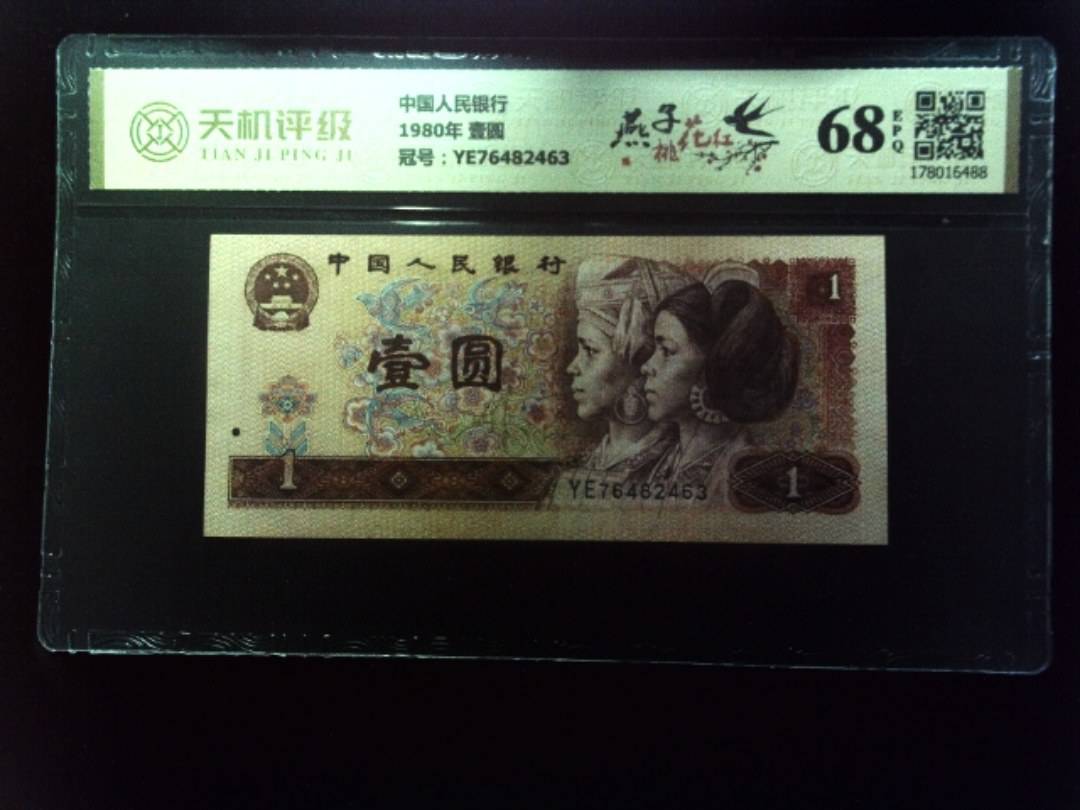 天机评级
TIAN JI PING JI
中国人民银行
1980年 壹圆
冠号：YE76482463
燕子
桃花红
68
EPQ
178016488
中国人民银行
1
壹圆
1
YE76482463
1